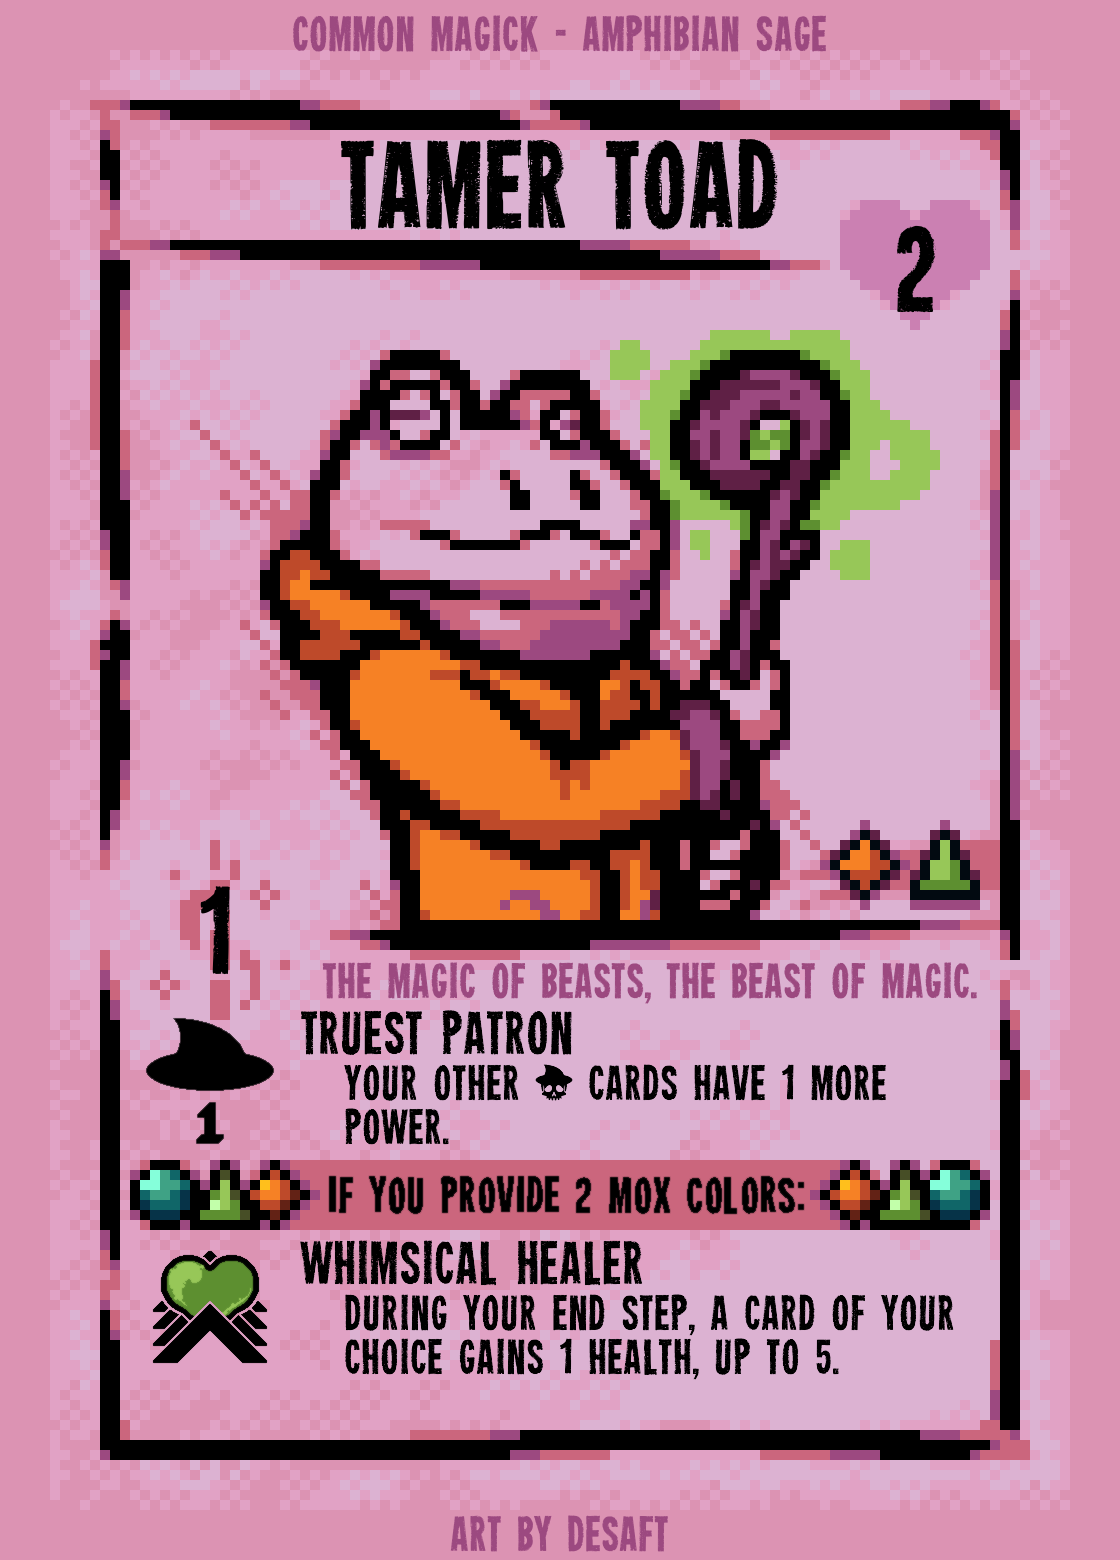 COMMON MAGICK - AMPHIBIAN SAGE
TAMER TOAD
2
1
THE MAGIC OF BEASTS, THE BEAST OF MAGIC.
TRUEST PATRON
YOUR OTHER CARDS HAVE 1 MORE
POWER.
1
IF YOU PROVIDE 2 MOX COLORS:
WHIMSICAL HEALER
DURING YOUR END STEP, A CARD OF YOUR
CHOICE GAINS 1 HEALTH, UP TO 5.
ART BY DESAFT